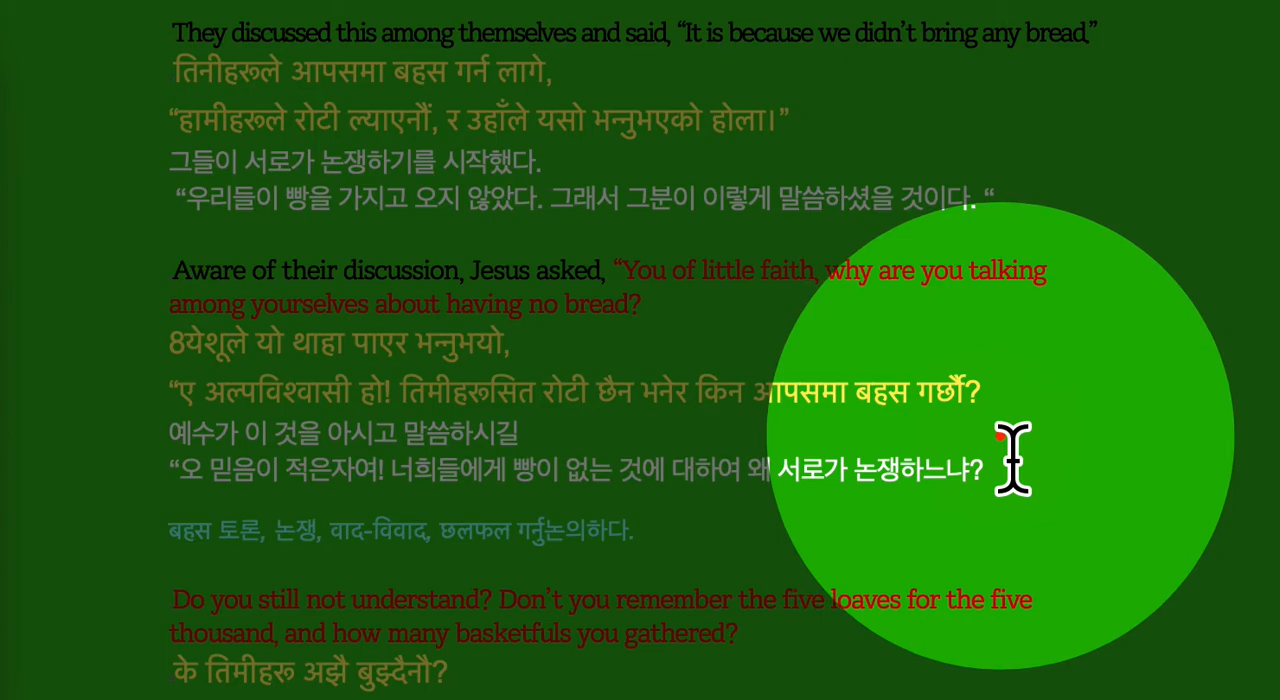 They discussed this among themselves and said, “It is because we didn’t bring any bread.”
तिनीहरूले आपसमा बहस गर्न लागे,
“हामीहरूले रोटी ल्याएनौं, र उहाँले यसो भन्नुभएको होला।”
그들이 서로가 논쟁하기를 시작했다.
“우리들이 빵을 가지고 오지 않았다. 그래서 그분이 이렇게 말씀하셨을 것이다. “
Aware of their discussion, Jesus asked, “You of little faith, why are you talking
among yourselves about having no bread?
8येशूले यो थाहा पाएर भन्नुभयो,
“ए अल्पविश्वासी हो! तिमीहरूसित रोटी छैन भनेर किन आपसमा बहस गर्छौ?
예수가 이 것을 아시고 말씀하시길
“오 믿음이 적은자여! 너희들에게 빵이 없는 것에 대하여 왜 서로가 논쟁하느냐?
बहस 토론, 논쟁, वाद-विवाद, छलफल गर्नु논의하다.
Do you still not understand? Don’t you remember the five loaves for the five
thousand, and how many basketfuls you gathered?
के तिमीहरू अझै बुझ्दैनौ?